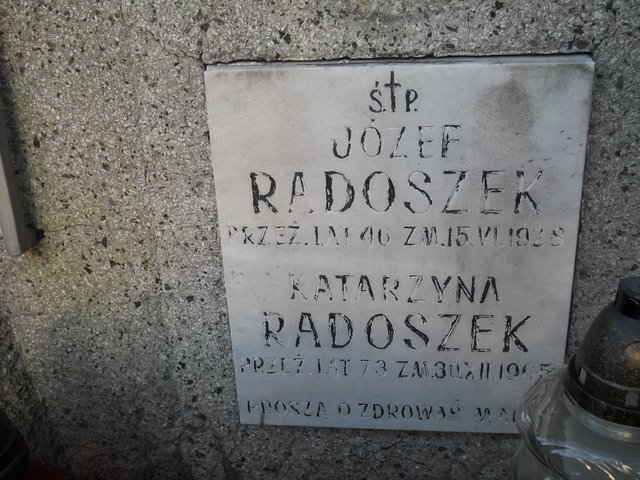 Ś.†P.
JÓZEF
RADOSZEK
PRZEŻ. LAT 46 ZM. 15.VI.1928
KATARZYNA
RADOSZEK
PRZEŻ. LAT 73 ZM. 30.XII.1965
PROSZĄ O ZDROWAŚ MA